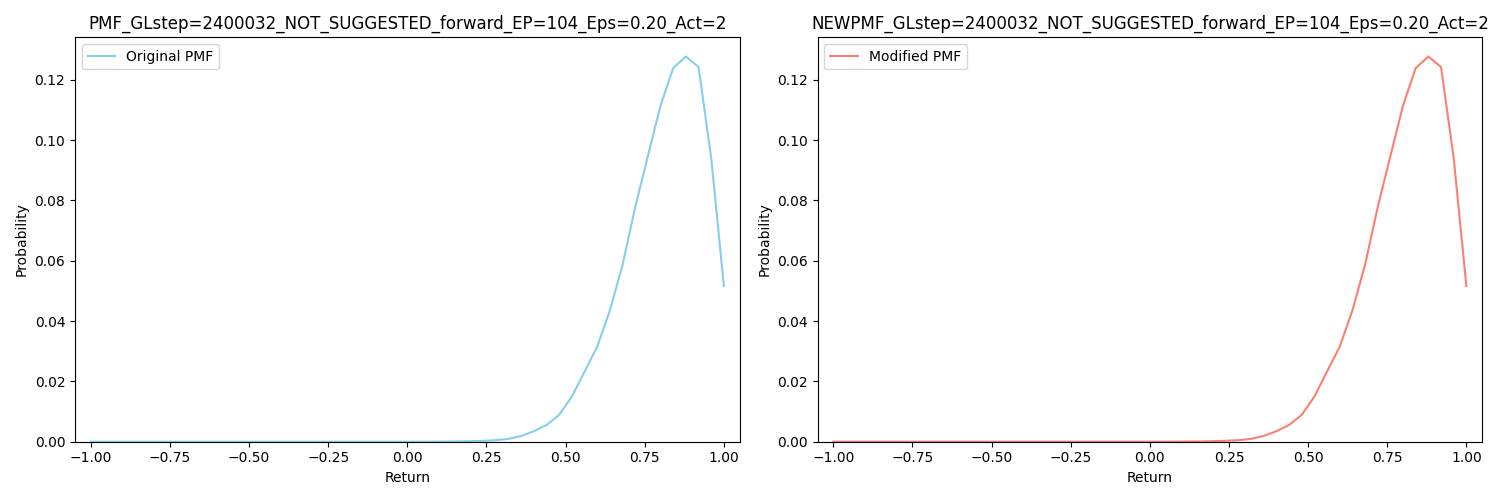 PMF_GLstep=2400032_NOT_SUGGESTED_forward_EP=104_Eps=0.20_Act=2
Original PMF
Probability
0.12
0.10
0.08
0.06
0.04
0.02
0.00
−1.00 −0.75 −0.50 −0.25 0.00 0.25 0.50 0.75 1.00
Return
NEWPMF_GLstep=2400032_NOT_SUGGESTED_forward_EP=104_Eps=0.20_Act=2
Modified PMF
Probability
0.12
0.10
0.08
0.06
0.04
0.02
0.00
−1.00 −0.75 −0.50 −0.25 0.00 0.25 0.50 0.75 1.00
Return